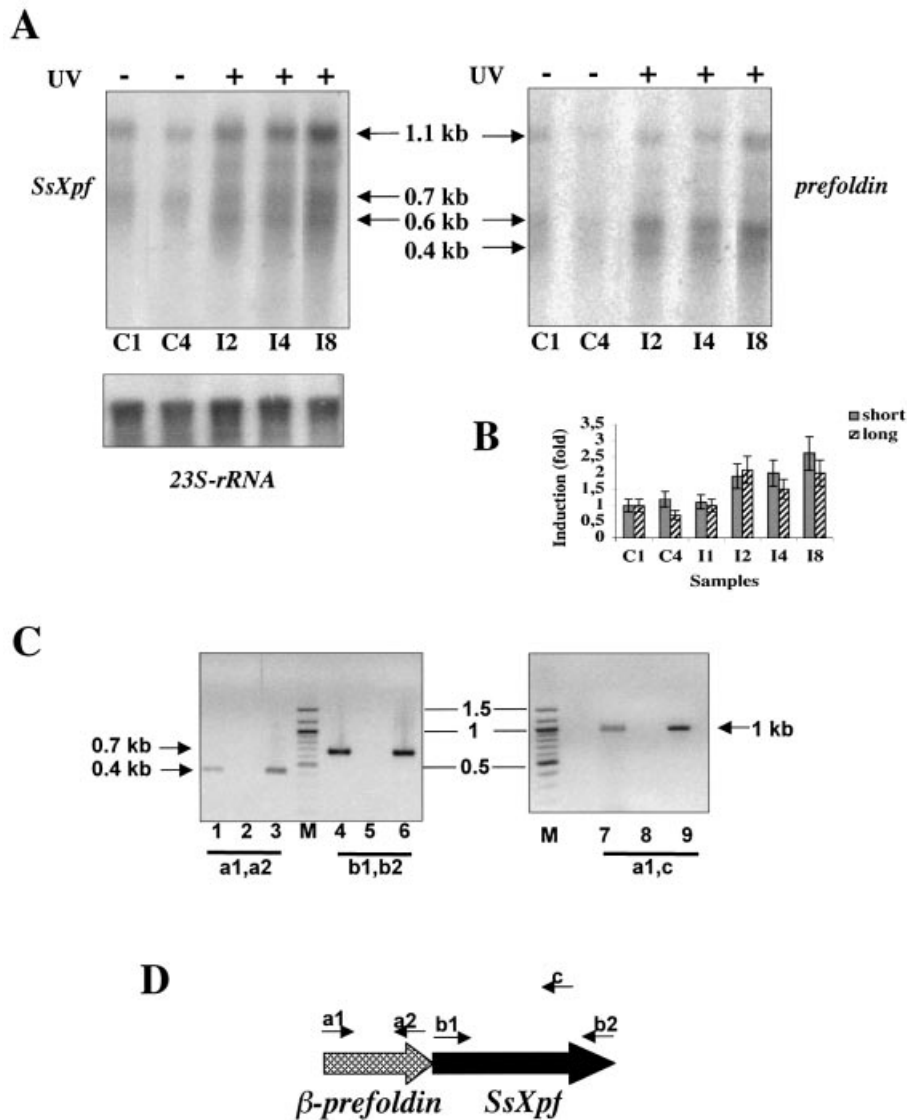 A
UV - - + + + UV - - + + +
SsXpf 1.1 kb prefoldin
0.7 kb
0.6 kb
0.4 kb
C1 C4 I2 I4 I8 C1 C4 I2 I4 I8
23S-rRNA
B
short
long
Induction (fold)
3,5
3
2,5
2
1,5
1
0,5
0
C1 C4 I1 I2 I4 I8
Samples
C
1.5
1
0.7 kb 1 kb
0.4 kb 0.5
1 2 3 M 4 5 6 M 7 8 9
a1,a2 b1,b2 a1,c
D
c
a1 a2 b1 b2
β-prefoldin SsXpf